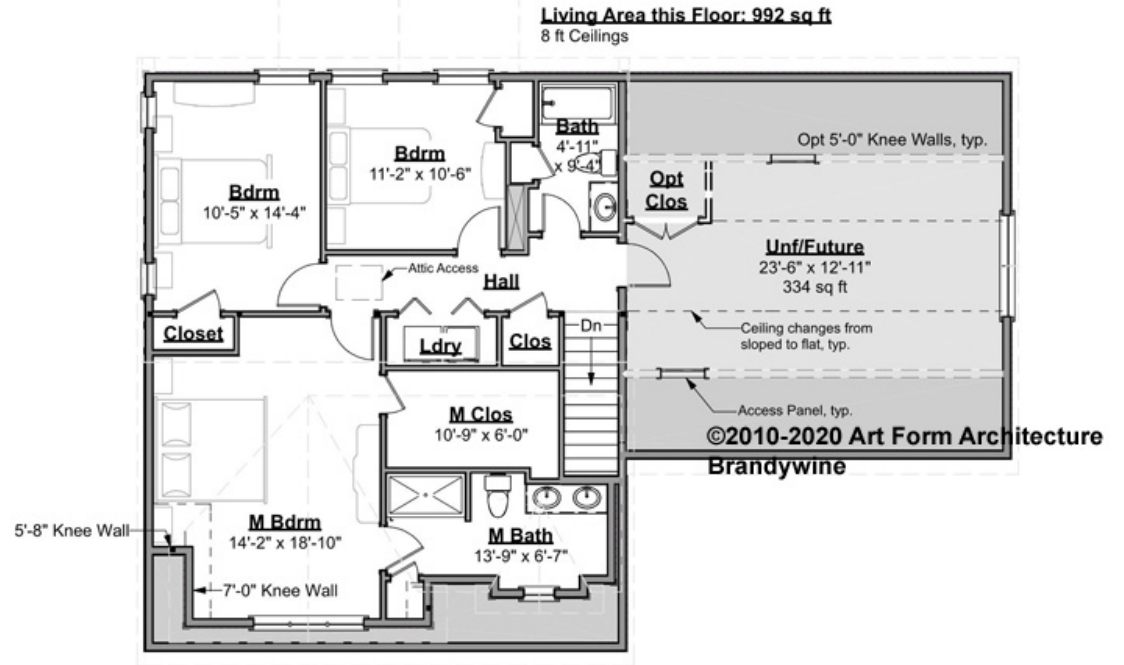 Living Area this Floor: 992 sq ft
8 ft Ceilings
Bath
4'-11"
x 9'-4"
Opt 5'-0" Knee Walls, typ.
Bdrm
11'-2" x 10'-6"
Bdrm
10'-5" x 14'-4"
Opt
Clos
Unf/Future
23'-6" x 12'-11"
334 sq ft
Attic Access
Hall
Closet
Ldry
Clos
Dn
Ceiling changes from
sloped to flat, typ.
M Clos
10'-9" x 6'-0"
Access Panel, typ.
©2010-2020 Art Form Architecture
Brandywine
5'-8" Knee Wall
M Bdrm
14'-2" x 18'-10"
M Bath
13'-9" x 6'-7"
7'-0" Knee Wall